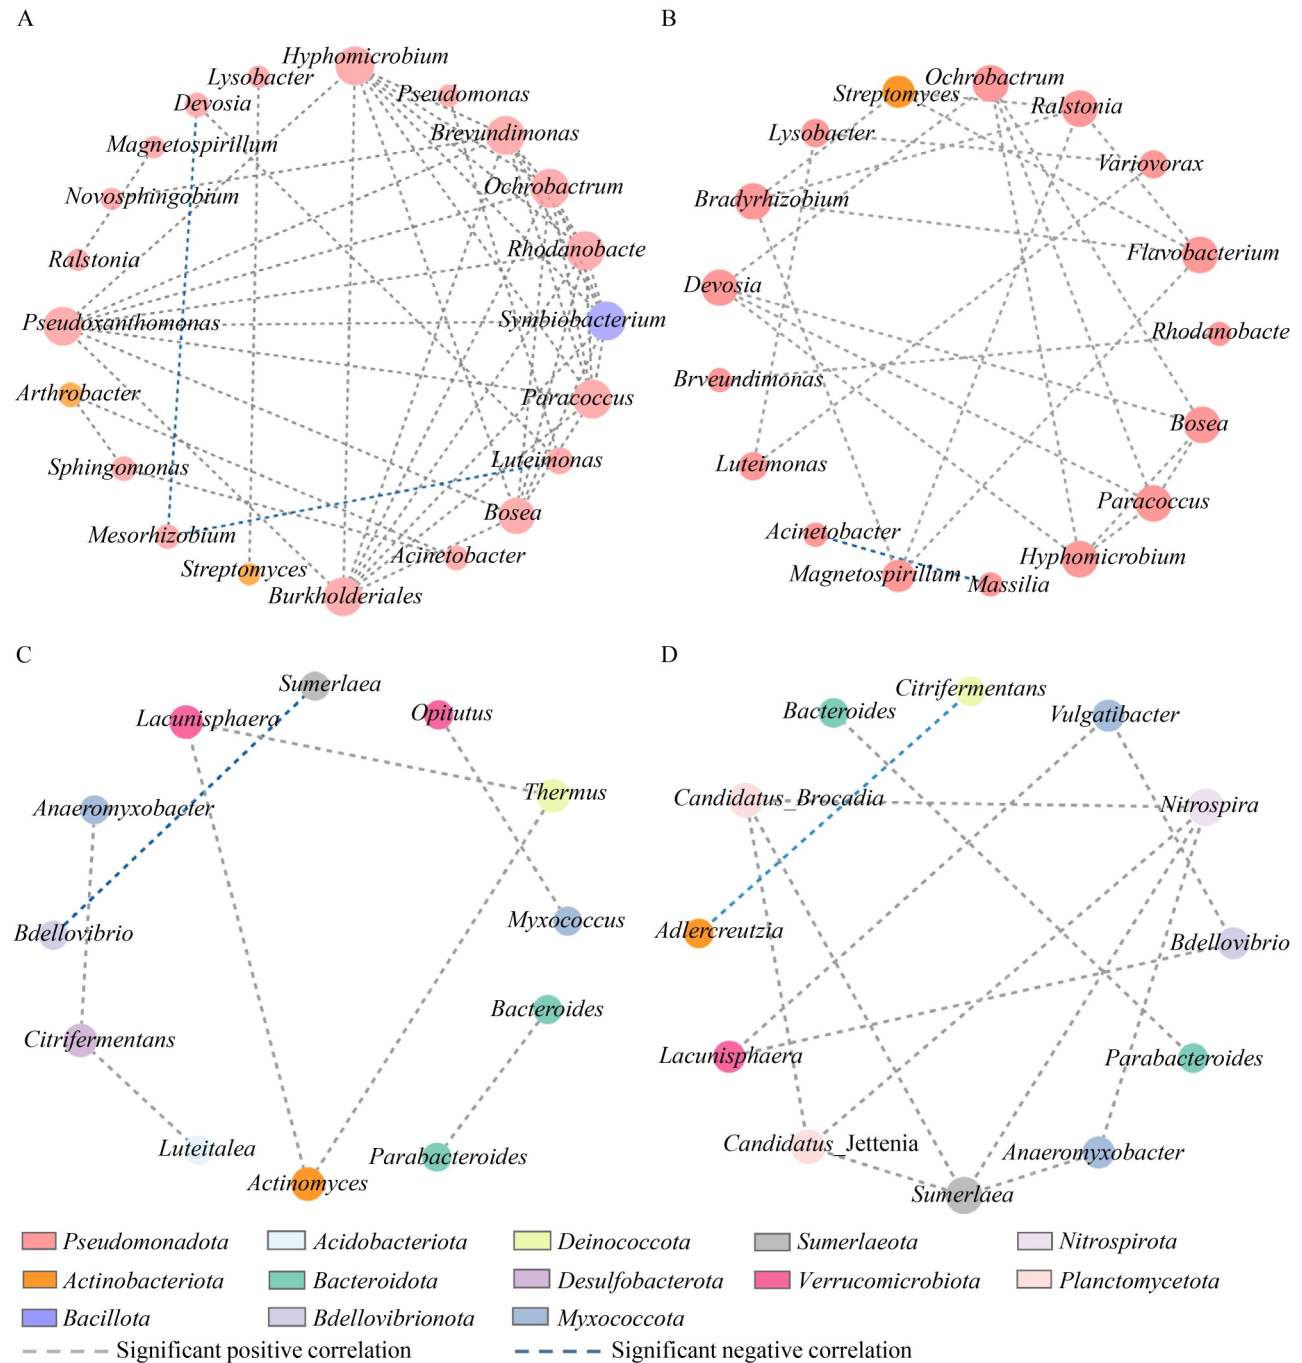 A
Hyphomicrobium
Lysobacter
Pseudomonas
Devosia
Brevundimonas
Magnetospirillum
Ochrobactrum
Novosphingobium
Rhodanobacte
Ralstonia
Symbiobacterium
Pseudoxanthomonas
Arthrobacter
Paracoccus
Luteimonas
Sphingomonas
Bosea
Mesorhizobium
Acinetobacter
Streptomyces
Burkholderiales
B
Ochrobactrum
Streptomyces
Ralstonia
Lysobacter
Variovorax
Bradyrhizobium
Flavobacterium
Devosia
Rhodanobacte
Brveundimonas
Bosea
Luteimonas
Paracoccus
Acinetobacter
Hyphomicrobium
Magnetospirillum
Massilia
C
Sumerlaea
Lacunisphaera
Opitutus
Thermus
Anaeromyxobacter
Myxococcus
Bdellovibrio
Bacteroides
Citrifermentans
Luteitalea
Parabacteroides
Actinomyces
D
Citrifermentans
Bacteroides
Vulgatibacter
Candidatus_Brocadia
Nitrospira
Adlercreutzia
Bdellovibrio
Lacunisphaera
Parabacteroides
Candidatus_Jettenia
Anaeromyxobacter
Sumerlaea
Pseudomonadota
Acidobacteriota
Deinococcota
Sumerlaeota
Nitrospirota
Actinobacteriota
Bacteroidota
Desulfobacterota
Verrucomicrobiota
Planctomycetota
Bacillota
Bdellovibrionota
Myxococcota
Significant positive correlation
Significant negative correlation